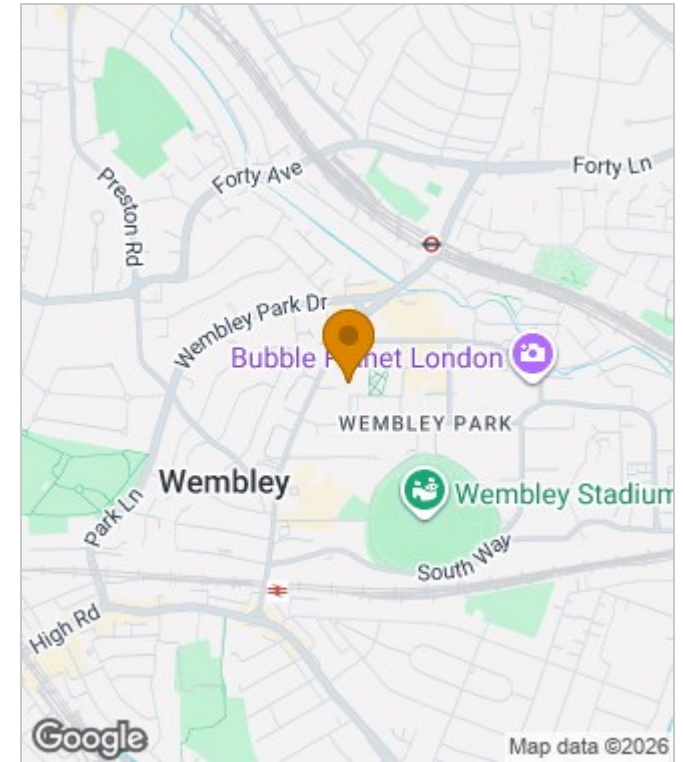 Forty Ave
Forty Ln
Preston Rd
Wembley Park Dr
Bubble Planet London
WEMBLEY PARK
Wembley
Wembley Stadium
Park Ln
South Way
High Rd
Google
Map data ©2026